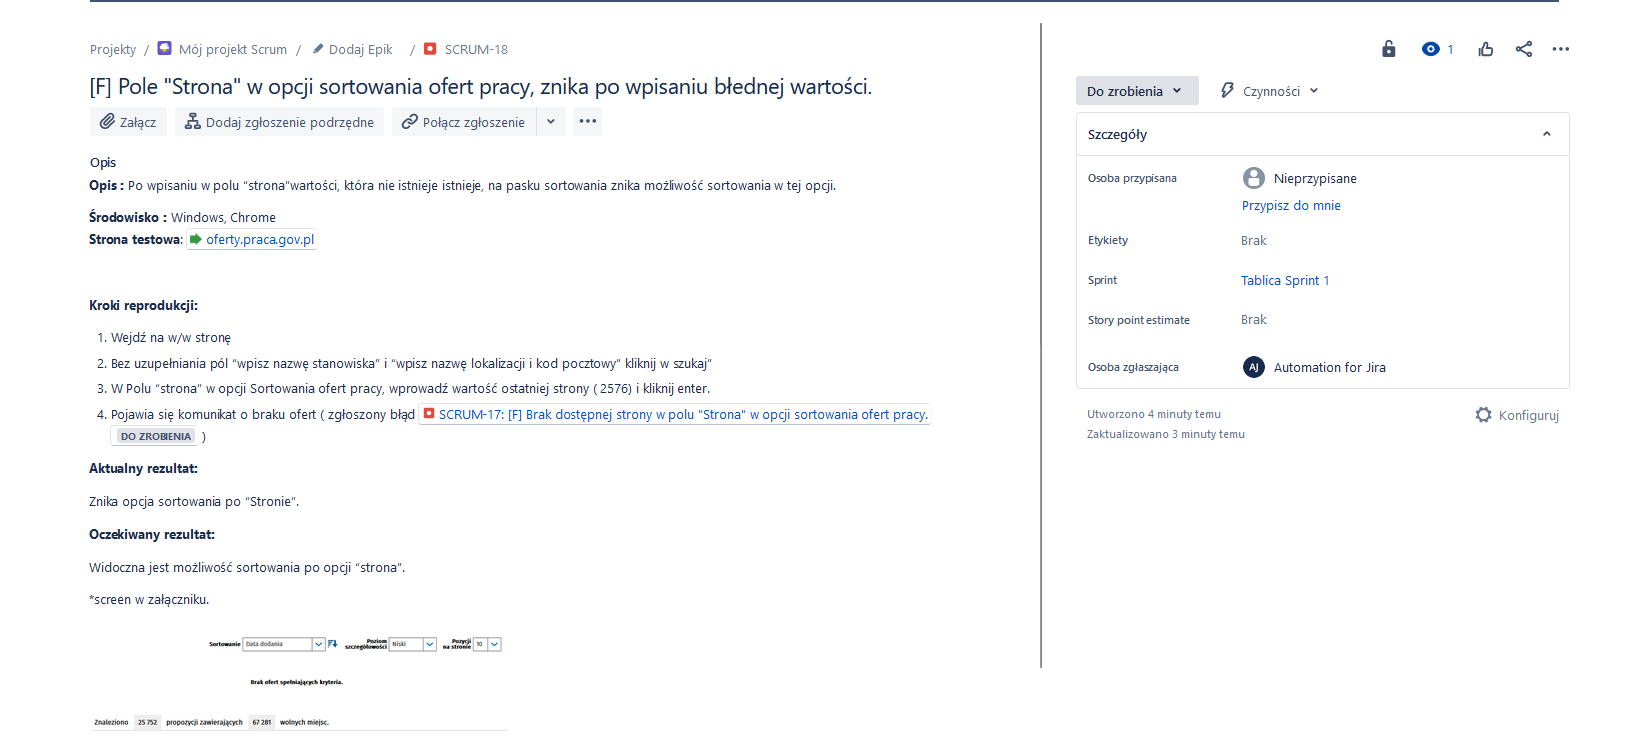 Projekty / Mój projekt Scrum / Dodaj Epik / SCRUM-18
[F] Pole "Strona" w opcji sortowania ofert pracy, znika po wpisaniu błednej wartości.
Załącz Dodaj zgłoszenie podrzędne Połącz zgłoszenie
Opis
Opis : Po wpisaniu w polu “strona”wartości, która nie istnieje istnieje, na pasku sortowania znika możliwość sortowania w tej opcji.
Środowisko : Windows, Chrome
Strona testowa: oferty.praca.gov.pl
Kroki reprodukcji:
1. Wejdź na w/w stronę
2. Bez uzupełniania pól “wpisz nazwę stanowiska” i “wpisz nazwę lokalizacji i kod pocztowy” kliknij w szukaj”
3. W Polu “strona” w opcji Sortowania ofert pracy, wprowadź wartość ostatniej strony ( 2576) i kliknij enter.
4. Pojawia się komunikat o braku ofert ( zgłoszony błąd SCRUM-17: [F] Brak dostępnej strony w polu "Strona" w opcji sortowania ofert pracy.
DO ZROBIENIA )
Aktualny rezultat:
Znika opcja sortowania po “Stronie”.
Oczekiwany rezultat:
Widoczna jest możliwość sortowania po opcji “strona”.
*screen w załączniku.
Sortowanie Data dodania Poziom szczegółowości Niski Pozycji na stronie 10
Brak ofert spełniających kryteria.
Znaleziono 25 752 propozycji zawierających 67 281 wolnych miejsc.
1
Do zrobienia Czynności
Szczegóły
Osoba przypisana Nieprzypisane
Przypisz do mnie
Etykiety Brak
Sprint Tablica Sprint 1
Story point estimate Brak
Osoba zgłaszająca AJ Automation for Jira
Utworzono 4 minuty temu Konfiguruj
Zaktualizowano 3 minuty temu